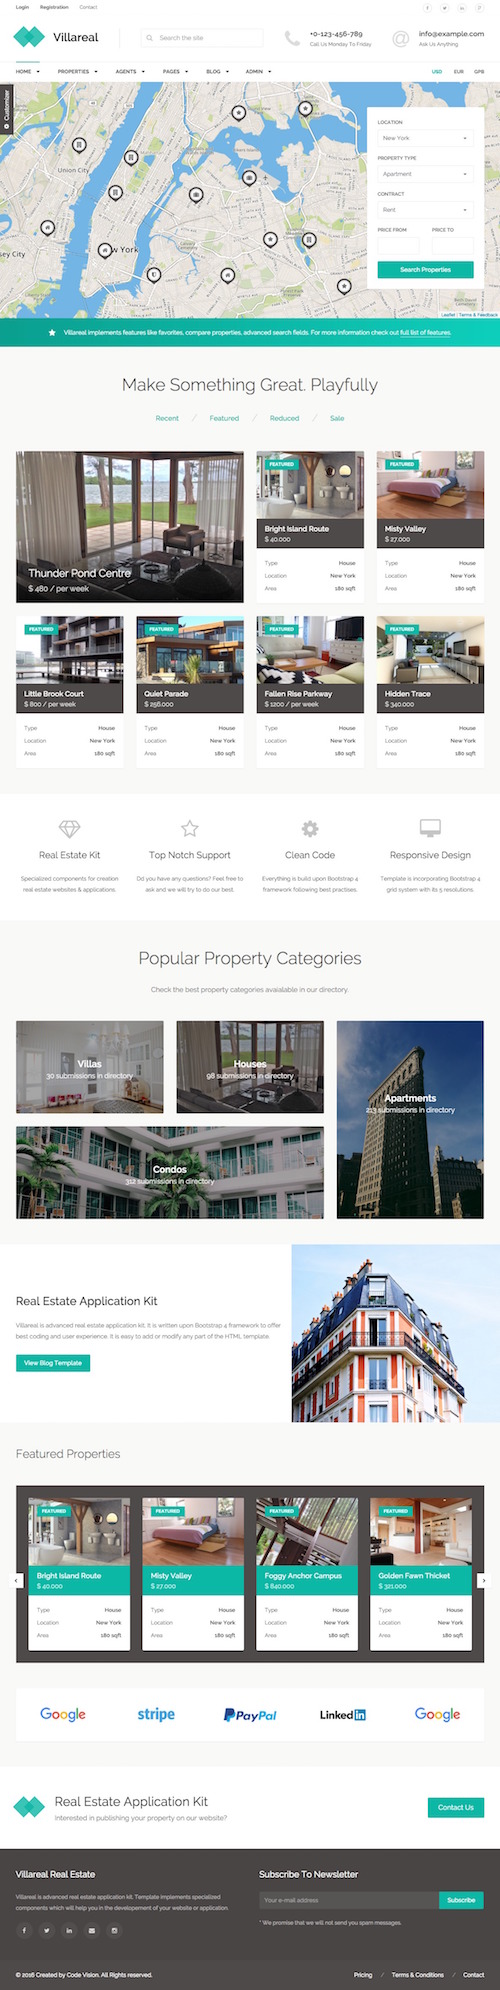 Login Registration Contact
Villareal
Search the site
+0-123-456-789
Call Us Monday To Friday
info@example.com
Ask Us Anything
HOME PROPERTIES AGENTS PAGES BLOG ADMIN
USD EUR GPB
Customizer
Union City
w York
sey City
LOCATION
New York
PROPERTY TYPE
Apartment
CONTRACT
Rent
PRICE FROM PRICE TO
Search Properties
Leaflet | Terms & Feedback
Villareal implements features like favorites, compare properties, advanced search fields. For more information check out full list of features.
Make Something Great. Playfully
Recent / Featured / Reduced / Sale
Thunder Pond Centre
$ 480 / per week
FEATURED
Bright Island Route
$ 40.000
Type House
Location New York
Area 180 sqft
FEATURED
Misty Valley
$ 27.000
Type House
Location New York
Area 180 sqft
FEATURED
Little Brook Court
$ 800 / per week
Type House
Location New York
Area 180 sqft
FEATURED
Quiet Parade
$ 256.000
Type House
Location New York
Area 180 sqft
FEATURED
Fallen Rise Parkway
$ 1200 / per week
Type House
Location New York
Area 180 sqft
FEATURED
Hidden Trace
$ 340.000
Type House
Location New York
Area 180 sqft
Real Estate Kit
Specialized components for creation
real estate websites & applications.
Top Notch Support
Do you have any questions? Feel free to
ask and we will try to do our best.
Clean Code
Everything is build upon Bootstrap 4
framework following best practises.
Responsive Design
Template is incorporating Bootstrap 4
grid system with its 5 resolutions.
Popular Property Categories
Check the best property categories avaialable in our directory.
Villas
30 submissions in directory
Houses
98 submissions in directory
Apartments
213 submissions in directory
Condos
312 submissions in directory
Real Estate Application Kit
Villareal is advanced real estate application kit. It is written upon Bootstrap 4 framework to offer
best coding and user experience. It is easy to add or modify any part of the HTML template.
View Blog Template
Featured Properties
FEATURED
Bright Island Route
$ 40.000
Type House
Location New York
Area 180 sqft
FEATURED
Misty Valley
$ 27.000
Type House
Location New York
Area 180 sqft
FEATURED
Foggy Anchor Campus
$ 840.000
Type House
Location New York
Area 180 sqft
FEATURED
Golden Fawn Thicket
$ 321.000
Type House
Location New York
Area 180 sqft
Google
stripe
PayPal
Linked in
Google
Real Estate Application Kit
Interested in publishing your property on our website?
Contact Us
Villareal Real Estate
Villareal is advanced real estate application kit. Template implements specialized
components which will help you in the developement of your website or application.
Subscribe To Newsletter
Your e-mail address
Subscribe
* We promise that we will not send you spam messages.
© 2016 Created by Code Vision. All Rights reserved.
Pricing / Terms & Conditions / Contact